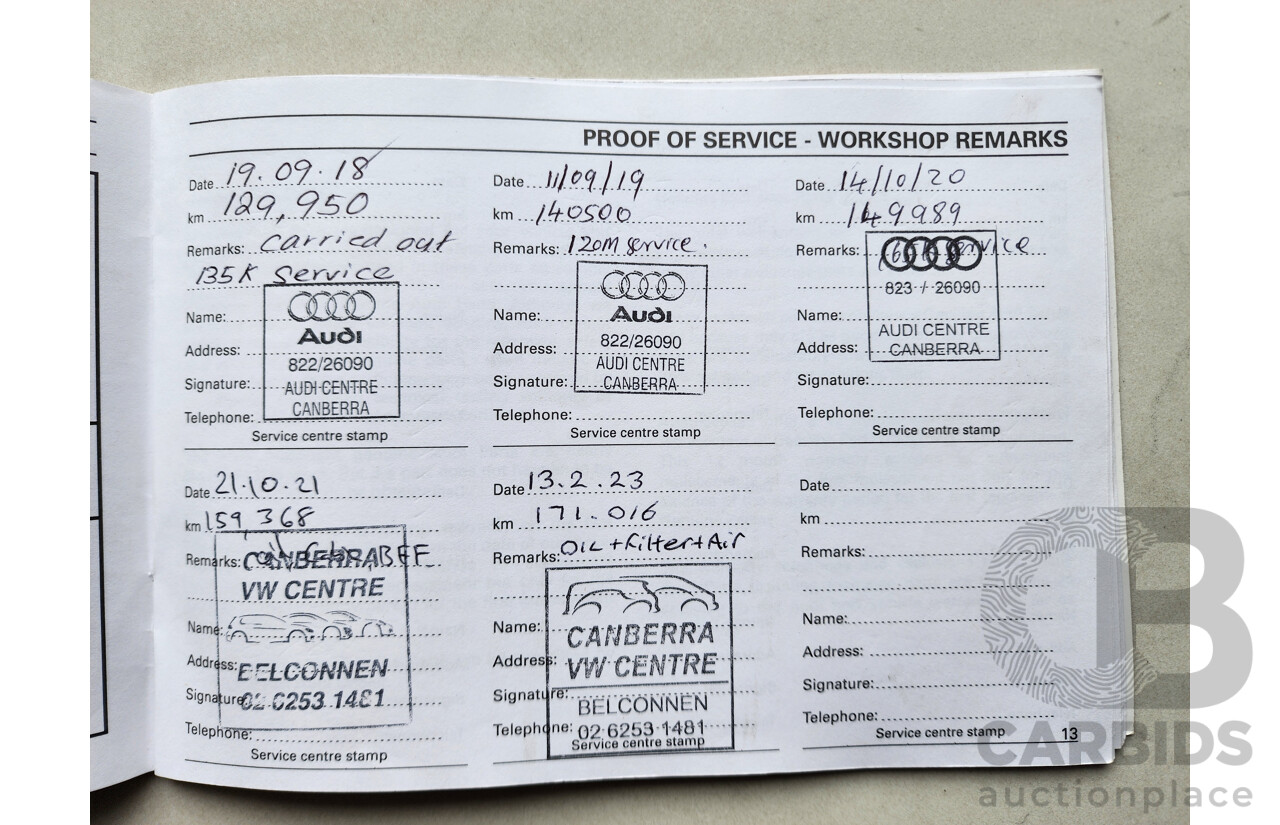 PROOF OF SERVICE - WORKSHOP REMARKS
Date 19.09.18
km 129,950
Remarks: carried out
135K service
Name:
Audi
Address:
822/26090
Signature:
AUDI CENTRE
CANBERRA
Telephone:
Service centre stamp
Date 11/09/19
km 140500
Remarks: 120m service.
Name:
Audi
Address:
822/26090
AUDI CENTRE
Signature:
CANBERRA
Telephone:
Service centre stamp
Date 14/10/20
km 149989
Remarks: service
823 / 26090
Name:
AUDI CENTRE
Address:
CANBERRA
Signature:
Telephone:
Service centre stamp
Date 21.10.21
km 159,368
Remarks:
CANBERRA
VW CENTRE
Name:
Address:
BELCONNEN
Signature
02 6253 1481
Telephone:
Service centre stamp
Date 13.2.23
km 171.016
Remarks: OIL + Filter + Air
Name:
CANBERRA
Address:
VW CENTRE
Signature:
BELCONNEN
Telephone:
02 6253 1481
Service centre stamp
Date
km
Remarks:
Name:
Address:
Signature:
Telephone:
Service centre stamp
13
CB
CARBIDS
auctionplace